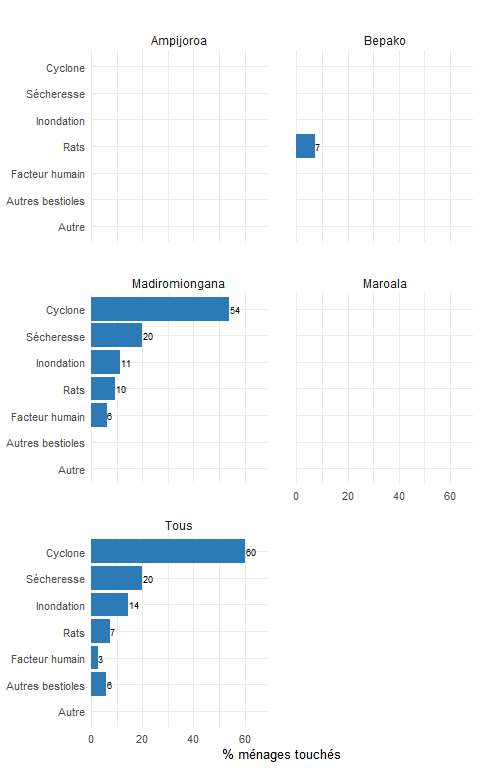 Ampijoroa
Bepako
Cyclone
Sécheresse
Inondation
Rats
7
Facteur humain
Autres bestioles
Autre
Madiromiongana
Maroala
Cyclone
54
Sécheresse
20
Inondation
11
Rats
10
Facteur humain
6
Autres bestioles
Autre
0 20 40 60
Tous
Cyclone
60
Sécheresse
20
Inondation
14
Rats
7
Facteur humain
3
Autres bestioles
6
Autre
0 20 40 60
% ménages touchés